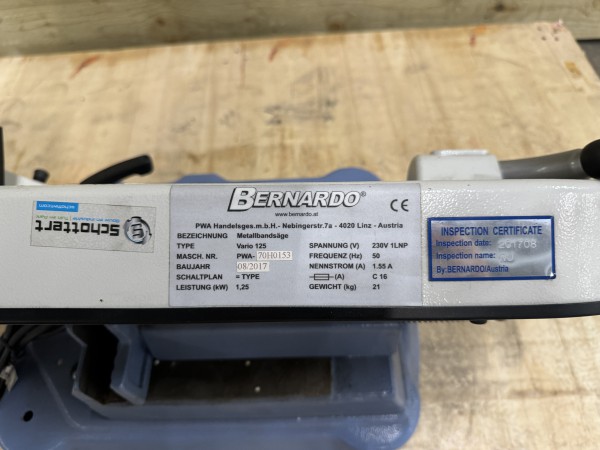 BERNARDO®
www.bernardo.at
CE
PWA Handelsges.m.b.H.- Nebingerstr.7a - 4020 Linz - Austria
BEZEICHNUNG Metallbandsäge
TYPE Vario 125 SPANNUNG (V) 230V 1LNP
MASCH. NR. PWA-70H0153 FREQUENZ (Hz) 50
BAUJAHR 08/2017 NENNSTROM (A) 1.55 A
SCHALTPLAN = TYPE (A) C 16
LEISTUNG (kW) 1,25 GEWICHT (kg) 21
INSPECTION CERTIFICATE
Inspection date: 201708
Inspection name:
By:BERNARDO/Austria
Schottert